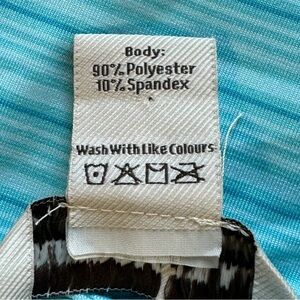 Body:
90% Polyester
10% Spandex
Wash With Like Colours